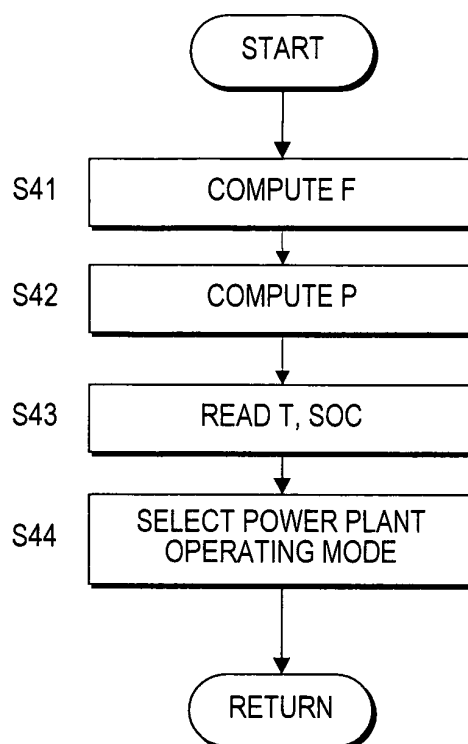 START
S41 COMPUTE F
S42 COMPUTE P
S43 READ T, SOC
S44 SELECT POWER PLANT
OPERATING MODE
RETURN